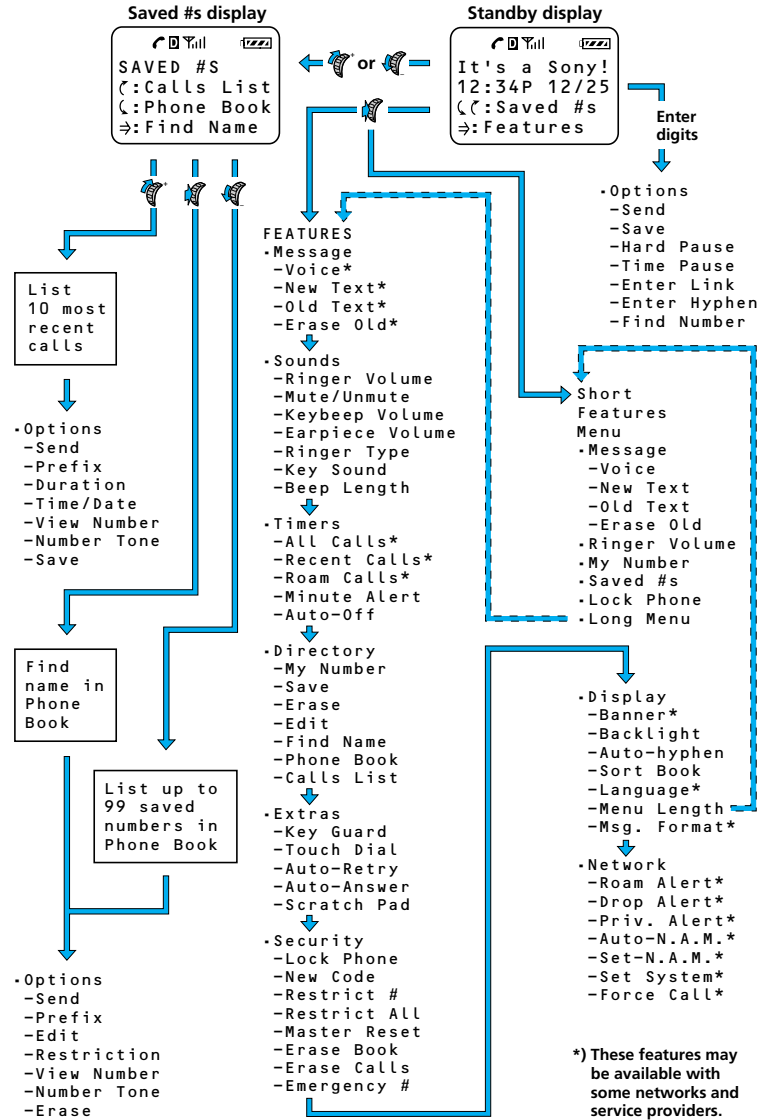 Saved #s display
SAVED #S
:Calls List
:Phone Book
⇒:Find Name
+ or -
Standby display
It's a Sony!
12:34P 12/25
:Saved #s
⇒:Features
Enter
digits
▪Options
–Send
–Save
–Hard Pause
–Time Pause
–Enter Link
–Enter Hyphen
–Find Number
+
-
List
10 most
recent
calls
▪Options
–Send
–Prefix
–Duration
–Time/Date
–View Number
–Number Tone
–Save
Find
name in
Phone
Book
List up to
99 saved
numbers in
Phone Book
▪Options
–Send
–Prefix
–Edit
–Restriction
–View Number
–Number Tone
–Erase
FEATURES
▪Message
–Voice*
–New Text*
–Old Text*
–Erase Old*
▪Sounds
–Ringer Volume
–Mute/Unmute
–Keybeep Volume
–Earpiece Volume
–Ringer Type
–Key Sound
–Beep Length
▪Timers
–All Calls*
–Recent Calls*
–Roam Calls*
–Minute Alert
–Auto-Off
▪Directory
–My Number
–Save
–Erase
–Edit
–Find Name
–Phone Book
–Calls List
▪Extras
–Key Guard
–Touch Dial
–Auto-Retry
–Auto-Answer
–Scratch Pad
▪Security
–Lock Phone
–New Code
–Restrict #
–Restrict All
–Master Reset
–Erase Book
–Erase Calls
–Emergency #
Short
Features
Menu
▪Message
–Voice
–New Text
–Old Text
–Erase Old
▪Ringer Volume
▪My Number
▪Saved #s
▪Lock Phone
▪Long Menu
▪Display
–Banner*
–Backlight
–Auto-hyphen
–Sort Book
–Language*
–Menu Length
–Msg. Format*
▪Network
–Roam Alert*
–Drop Alert*
–Priv. Alert*
–Auto-N.A.M.*
–Set-N.A.M.*
–Set System*
–Force Call*
*) These features may
be available with
some networks and
service providers.